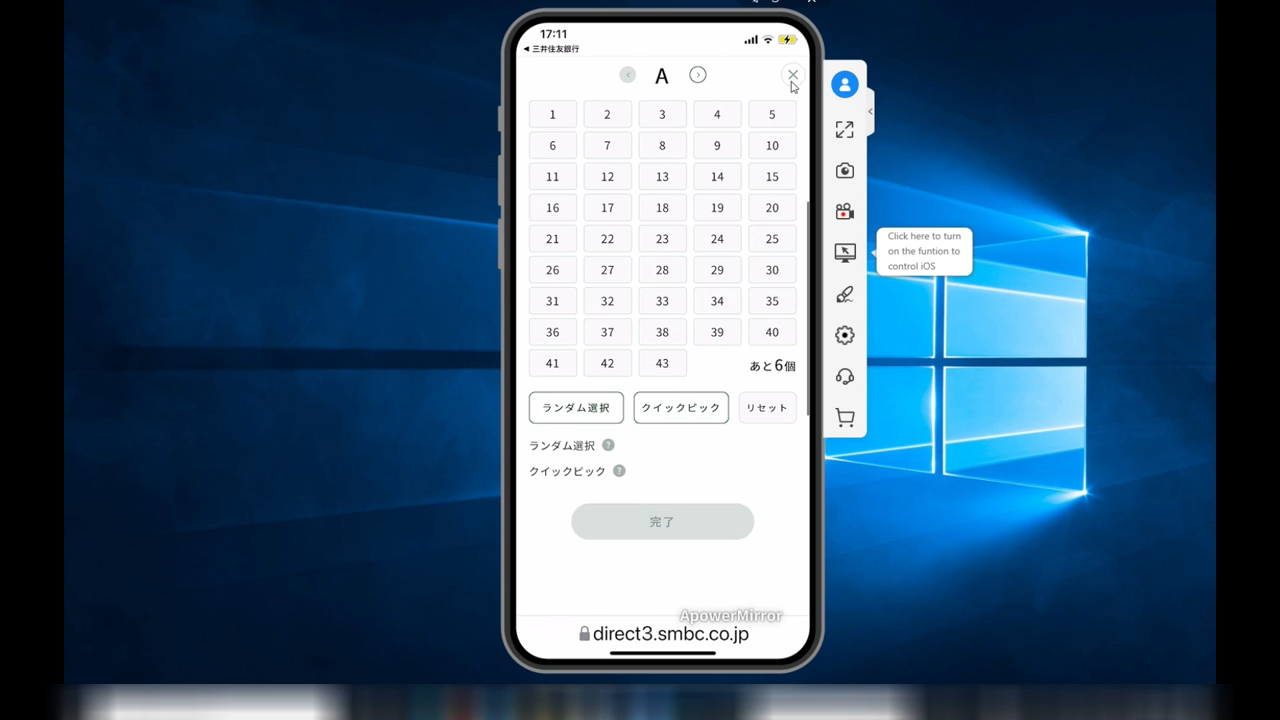 17:11
三井住友銀行
A
1 2 3 4 5
6 7 8 9 10
11 12 13 14 15
16 17 18 19 20
21 22 23 24 25
26 27 28 29 30
31 32 33 34 35
36 37 38 39 40
41 42 43 あと6個
ランダム選択 クイックピック リセット
ランダム選択 ?
クイックピック ?
完了
ApowerMirror
direct3.smbc.co.jp
Click here to turn
on the funtion to
control iOS